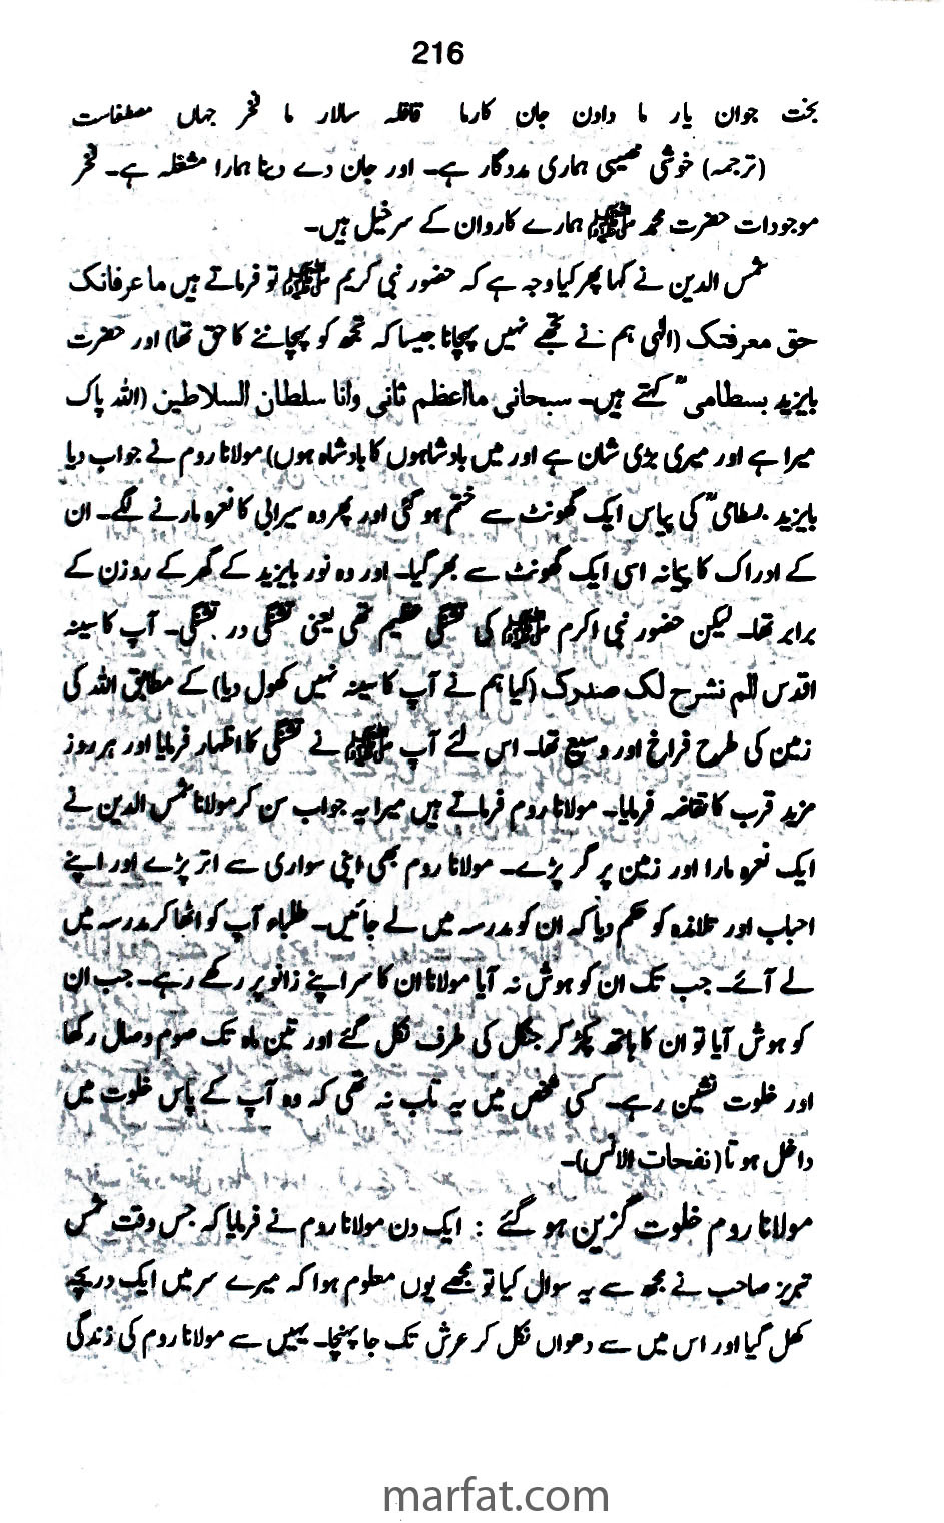 216
بخت جوان یار ما دادن جان کارما قافلہ سالار ما فخر جہاں مصطفاست
(ترجمہ) خوشی نصیبی ہماری مددگار ہے۔ اور جان دے دینا ہمارا مشغلہ ہے۔ فخر
موجودات حضرت محمد ﷺ ہمارے کاروان کے سرخیل ہیں۔
شمس الدین نے کہا پھر کیا وجہ ہے کہ حضور نبی کریم ﷺ تو فرماتے ہیں ما عرفانک
حق معرفتک (الٰہی ہم نے تجھے نہیں پہچانا جیسا کہ تجھ کو پہچاننے کا حق تھا) اور حضرت
بایزید بسطامیؒ کہتے ہیں۔ سبحانی مااعظم ثانی وانا سلطان السلاطین (اللہ پاک
میرا ہے اور میری بڑی شان ہے اور میں بادشاہوں کا بادشاہ ہوں) مولانا روم نے جواب دیا
بایزید بسطامیؒ کی پیاس ایک گھونٹ سے ختم ہو گئی اور پھر وہ سیرابی کا نعرہ مارنے لگے۔ ان
کے ادراک کا پیانہ اسی ایک گھونٹ سے بھر گیا۔ اور وہ نور بایزید کے گھر کے روزن کے
برابر تھا۔ لیکن حضور نبی اکرم ﷺ کی تشنگی عظیم تھی یعنی تشنگی در تشنگی۔ آپ کا سینہ
اقدس الم نشرح لک صدرک (کیا ہم نے آپ کا سینہ نہیں کھول دیا) کے مطابق اللہ کی
زمین کی طرح فراخ اور وسیع تھا۔ اس لئے آپ ﷺ نے تشنگی کا اظہار فرمایا اور ہر روز
مزید قرب کا تقاضہ فرمایا۔ مولانا روم فرماتے ہیں میرا یہ جواب سن کر مولانا شمس الدین نے
ایک نعرہ مارا اور زمین پر گر پڑے۔ مولانا روم بھی اپنی سواری سے اتر پڑے اور اپنے
احباب اور تلامذہ کو حکم دیا کہ ان کو مدرسہ میں لے جائیں۔ طلباء آپ کو اٹھا کر مدرسہ میں
لے آئے۔ جب تک ان کو ہوش نہ آیا مولانا ان کا سر اپنے زانو پر رکھے رہے۔ جب ان
کو ہوش آیا تو ان کا ہاتھ پکڑ کر جنگل کی طرف نکل گئے اور تین ماہ تک صوم وصال رکھا
اور خلوت نشین رہے۔ کسی شخص میں یہ تاب نہ تھی کہ وہ آپ کے پاس خلوت میں
داخل ہوتا (نفحات الانس)۔
مولانا روم خلوت گزین ہو گئے : ایک دن مولانا روم نے فرمایا کہ جس وقت شمس
تبریز صاحب نے مجھ سے یہ سوال کیا تو مجھے یوں معلوم ہوا کہ میرے سر میں ایک دریچہ
کھل گیا اور اس میں سے دھواں نکل کر عرش تک جا پہنچا۔ یہیں سے مولانا روم کی زندگی
marfat.com